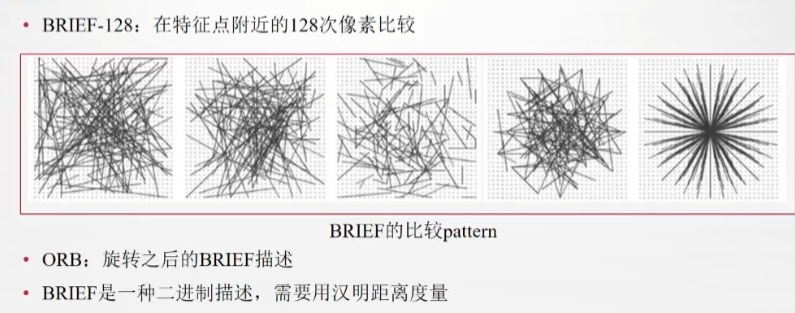 • BRIEF-128：在特征点附近的128次像素比较
BRIEF的比较pattern
• ORB：旋转之后的BRIEF描述
• BRIEF是一种二进制描述，需要用汉明距离度量